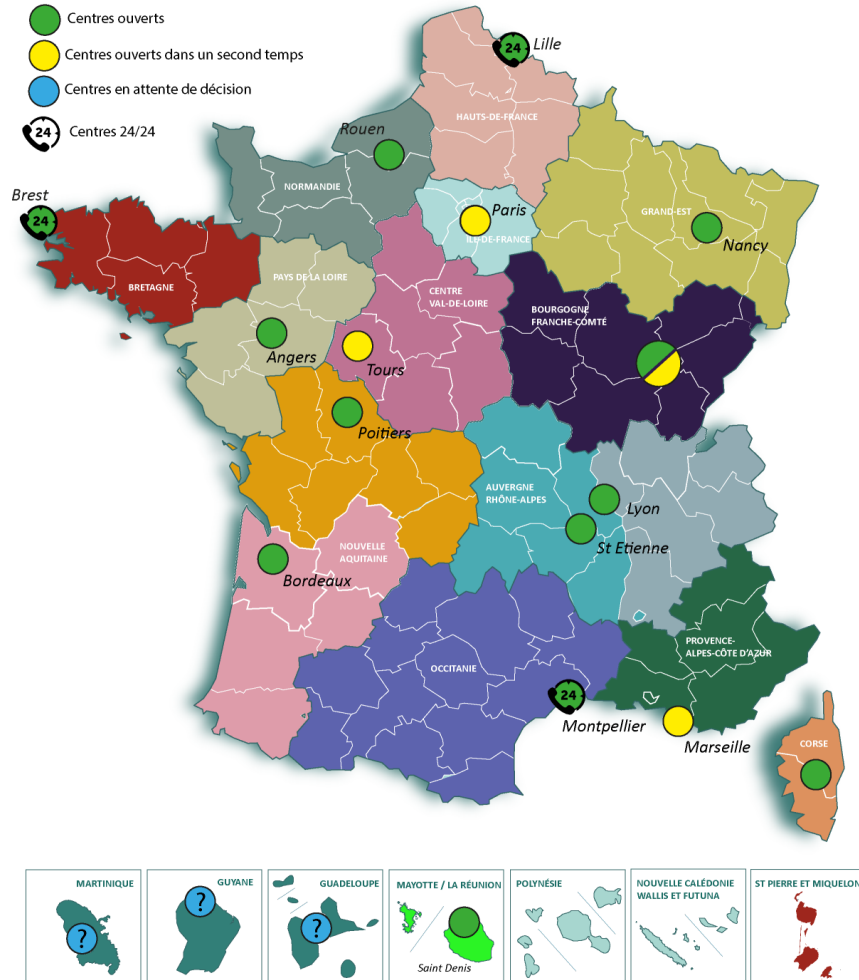 Centres ouverts
Centres ouverts dans un second temps
Centres en attente de décision
24 Centres 24/24
24 Lille
HAUTS-DE-FRANCE
Rouen
NORMANDIE
Brest
24
Paris
ILE-DE-FRANCE
GRAND-EST
Nancy
BRETAGNE
PAYS DE LA LOIRE
CENTRE
VAL-DE-LOIRE
BOURGOGNE
FRANCHE-COMTÉ
Angers
Tours
Poitiers
AUVERGNE
RHÔNE-ALPES
Lyon
St Etienne
NOUVELLE
AQUITAINE
Bordeaux
OCCITANIE
PROVENCE-
ALPES-CÔTE D'AZUR
24
Montpellier
Marseille
CORSE
MARTINIQUE
?
GUYANE
?
GUADELOUPE
?
MAYOTTE / LA RÉUNION
Saint Denis
POLYNÉSIE
NOUVELLE CALÉDONIE
WALLIS ET FUTUNA
ST PIERRE ET MIQUELON